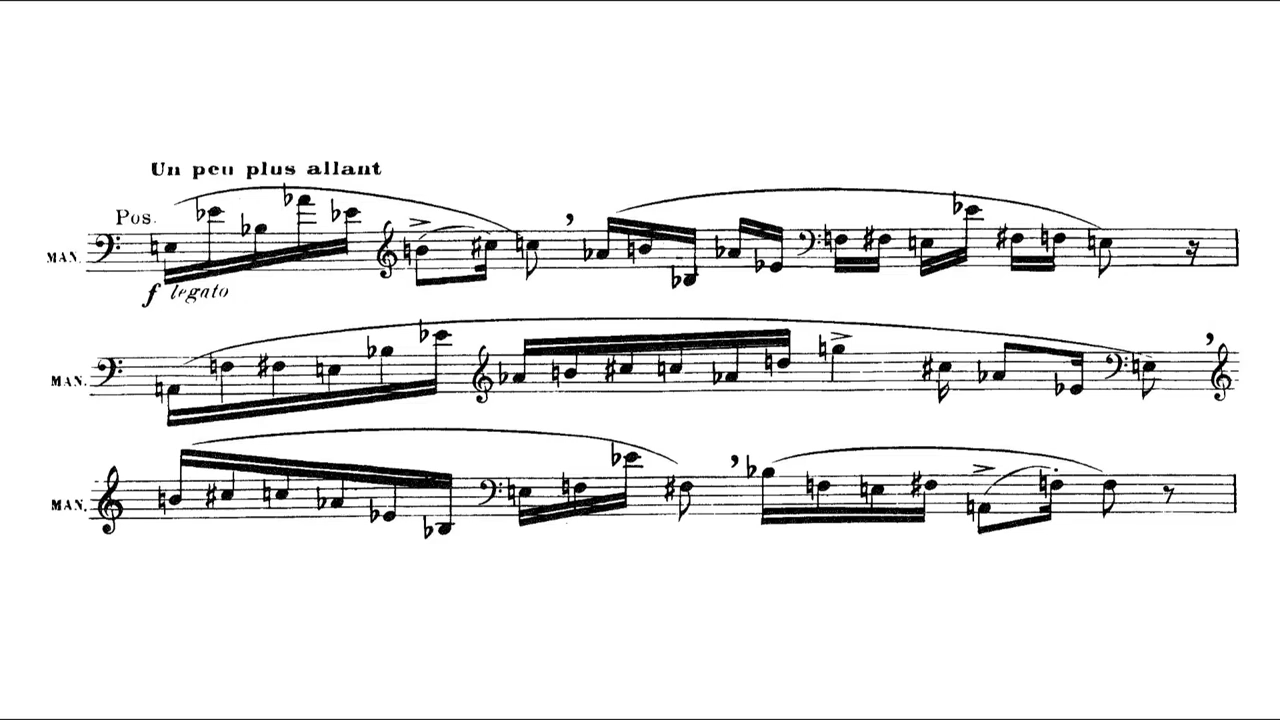 Un peu plus allant
Pos.
MAN.
f legato
MAN.
MAN.